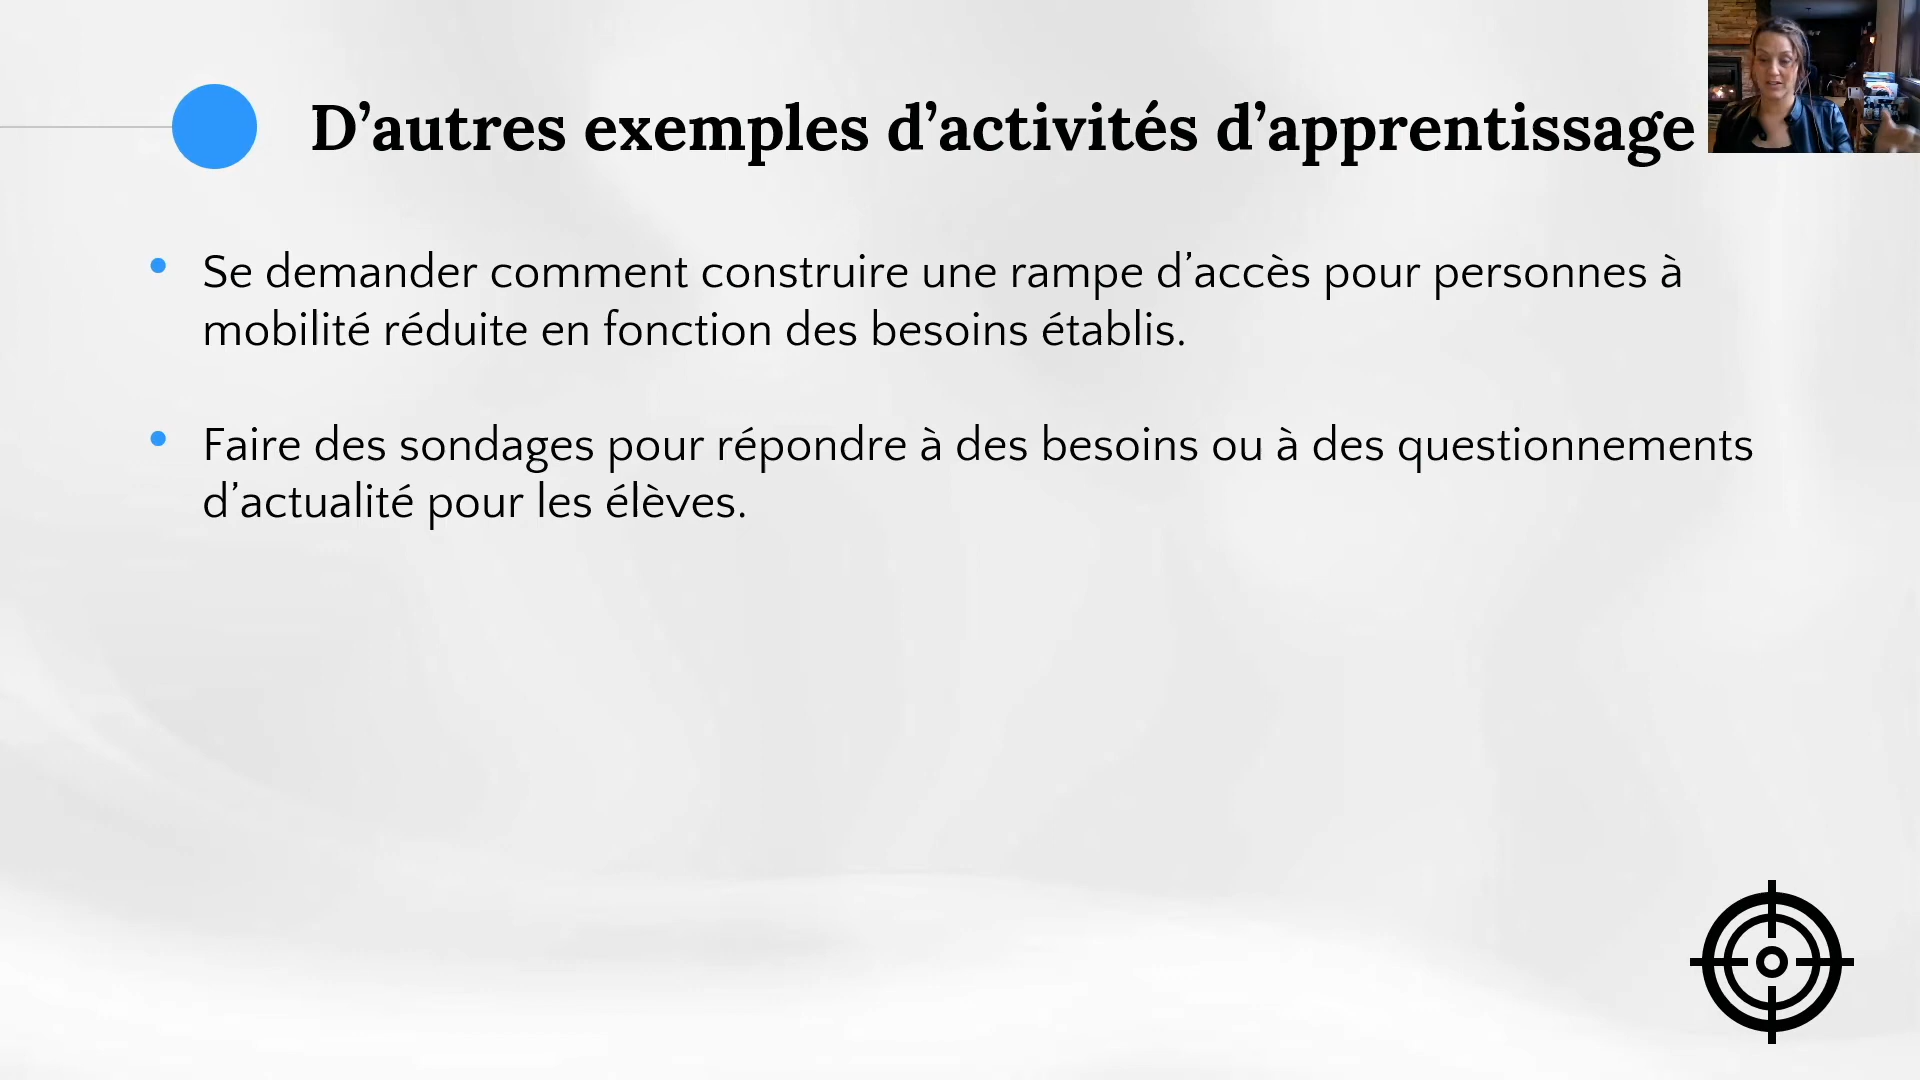 D’autres exemples d’activités d’apprentissage
• Se demander comment construire une rampe d’accès pour personnes à
mobilité réduite en fonction des besoins établis.
• Faire des sondages pour répondre à des besoins ou à des questionnements
d’actualité pour les élèves.